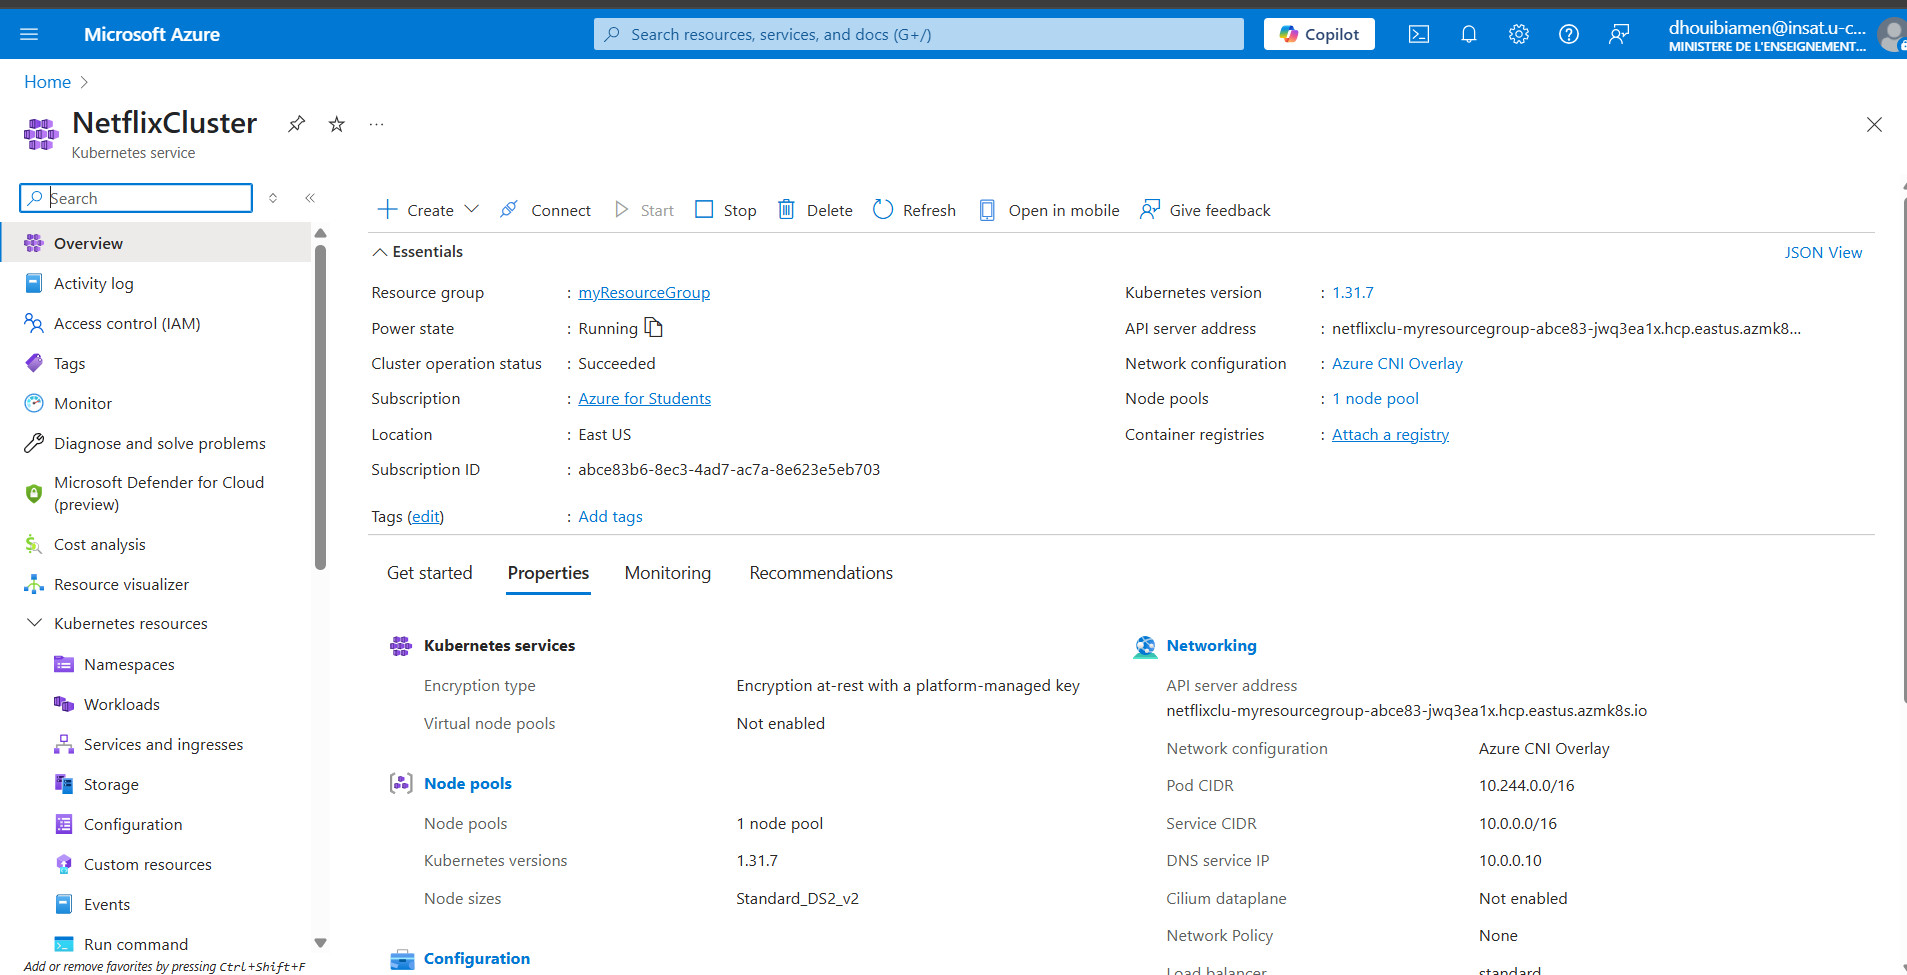 Microsoft Azure
Search resources, services, and docs (G+/)
Copilot
dhouibiamen@insat.u-c...
MINISTERE DE L'ENSEIGNEMENT...
Home
NetflixCluster
Kubernetes service
Search
Overview
Activity log
Access control (IAM)
Tags
Monitor
Diagnose and solve problems
Microsoft Defender for Cloud
(preview)
Cost analysis
Resource visualizer
Kubernetes resources
Namespaces
Workloads
Services and ingresses
Storage
Configuration
Custom resources
Events
Run command
Add or remove favorites by pressing Ctrl+Shift+F
Create
Connect
Start
Stop
Delete
Refresh
Open in mobile
Give feedback
Essentials
JSON View
Resource group : myResourceGroup
Power state : Running
Cluster operation status : Succeeded
Subscription : Azure for Students
Location : East US
Subscription ID : abce83b6-8ec3-4ad7-ac7a-8e623e5eb703
Tags (edit) : Add tags
Kubernetes version : 1.31.7
API server address : netflixclu-myresourcegroup-abce83-jwq3ea1x.hcp.eastus.azmk8...
Network configuration : Azure CNI Overlay
Node pools : 1 node pool
Container registries : Attach a registry
Get started
Properties
Monitoring
Recommendations
Kubernetes services
Encryption type Encryption at-rest with a platform-managed key
Virtual node pools Not enabled
Node pools
Node pools 1 node pool
Kubernetes versions 1.31.7
Node sizes Standard_DS2_v2
Configuration
Networking
API server address
netflixclu-myresourcegroup-abce83-jwq3ea1x.hcp.eastus.azmk8s.io
Network configuration Azure CNI Overlay
Pod CIDR 10.244.0.0/16
Service CIDR 10.0.0.0/16
DNS service IP 10.0.0.10
Cilium dataplane Not enabled
Network Policy None
Load balancer standard